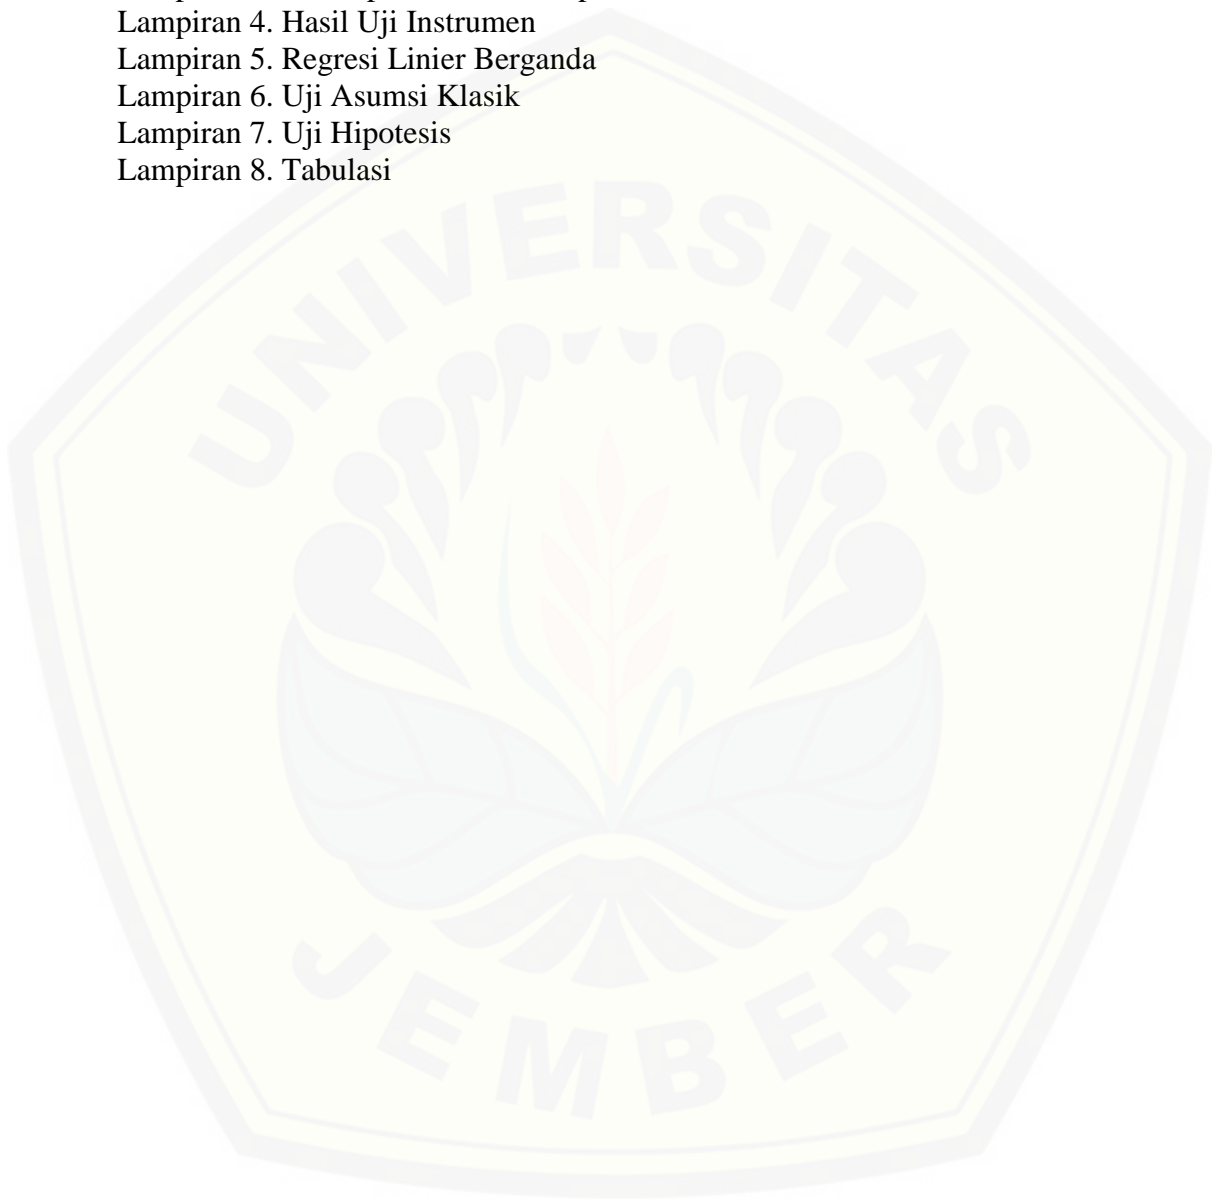 Lampiran 4. Hasil Uji Instrumen
Lampiran 5. Regresi Linier Berganda
Lampiran 6. Uji Asumsi Klasik
Lampiran 7. Uji Hipotesis
Lampiran 8. Tabulasi
UNIVERSITAS
JEMBER